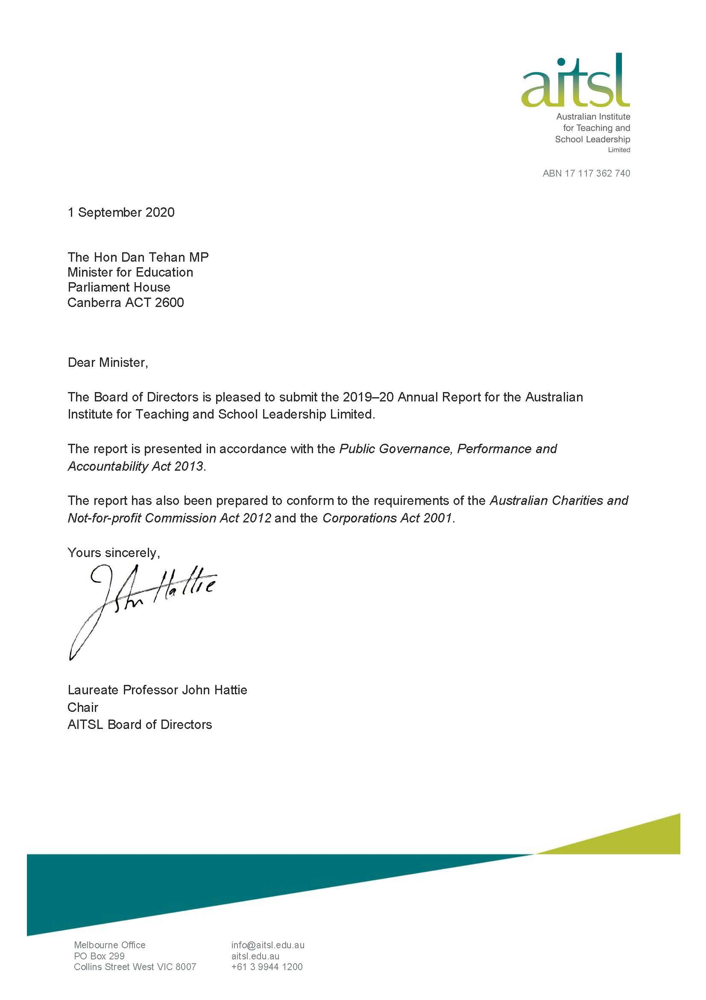 aitsl
Australian Institute
for Teaching and
School Leadership
Limited
ABN 17 117 362 740
1 September 2020
The Hon Dan Tehan MP
Minister for Education
Parliament House
Canberra ACT 2600
Dear Minister,
The Board of Directors is pleased to submit the 2019–20 Annual Report for the Australian
Institute for Teaching and School Leadership Limited.
The report is presented in accordance with the Public Governance, Performance and
Accountability Act 2013.
The report has also been prepared to conform to the requirements of the Australian Charities and
Not-for-profit Commission Act 2012 and the Corporations Act 2001.
Yours sincerely,
John Hattie
Laureate Professor John Hattie
Chair
AITSL Board of Directors
Melbourne Office
PO Box 299
Collins Street West VIC 8007
info@aitsl.edu.au
aitsl.edu.au
+61 3 9944 1200